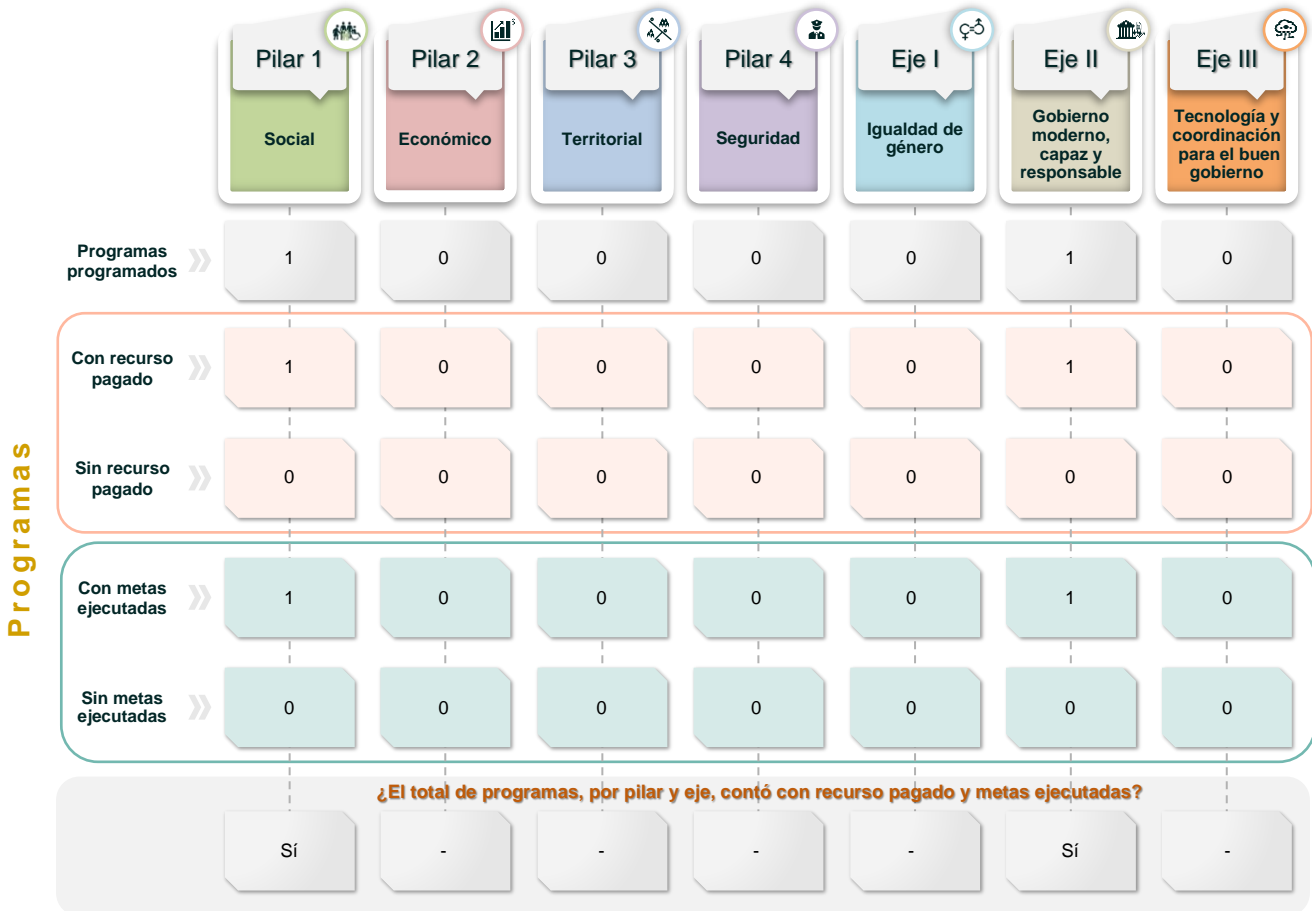 Pilar 1
Pilar 2
Pilar 3
Pilar 4
Eje I
Eje II
Eje III
Social
Económico
Territorial
Seguridad
Igualdad de
género
Gobierno
moderno,
capaz y
responsable
Tecnología y
coordinación
para el buen
gobierno
Programas
Programas
programados
1 0 0 0 0 1 0
Con recurso
pagado
1 0 0 0 0 1 0
Sin recurso
pagado
0 0 0 0 0 0 0
Con metas
ejecutadas
1 0 0 0 0 1 0
Sin metas
ejecutadas
0 0 0 0 0 0 0
¿El total de programas, por pilar y eje, contó con recurso pagado y metas ejecutadas?
Sí - - - - Sí -